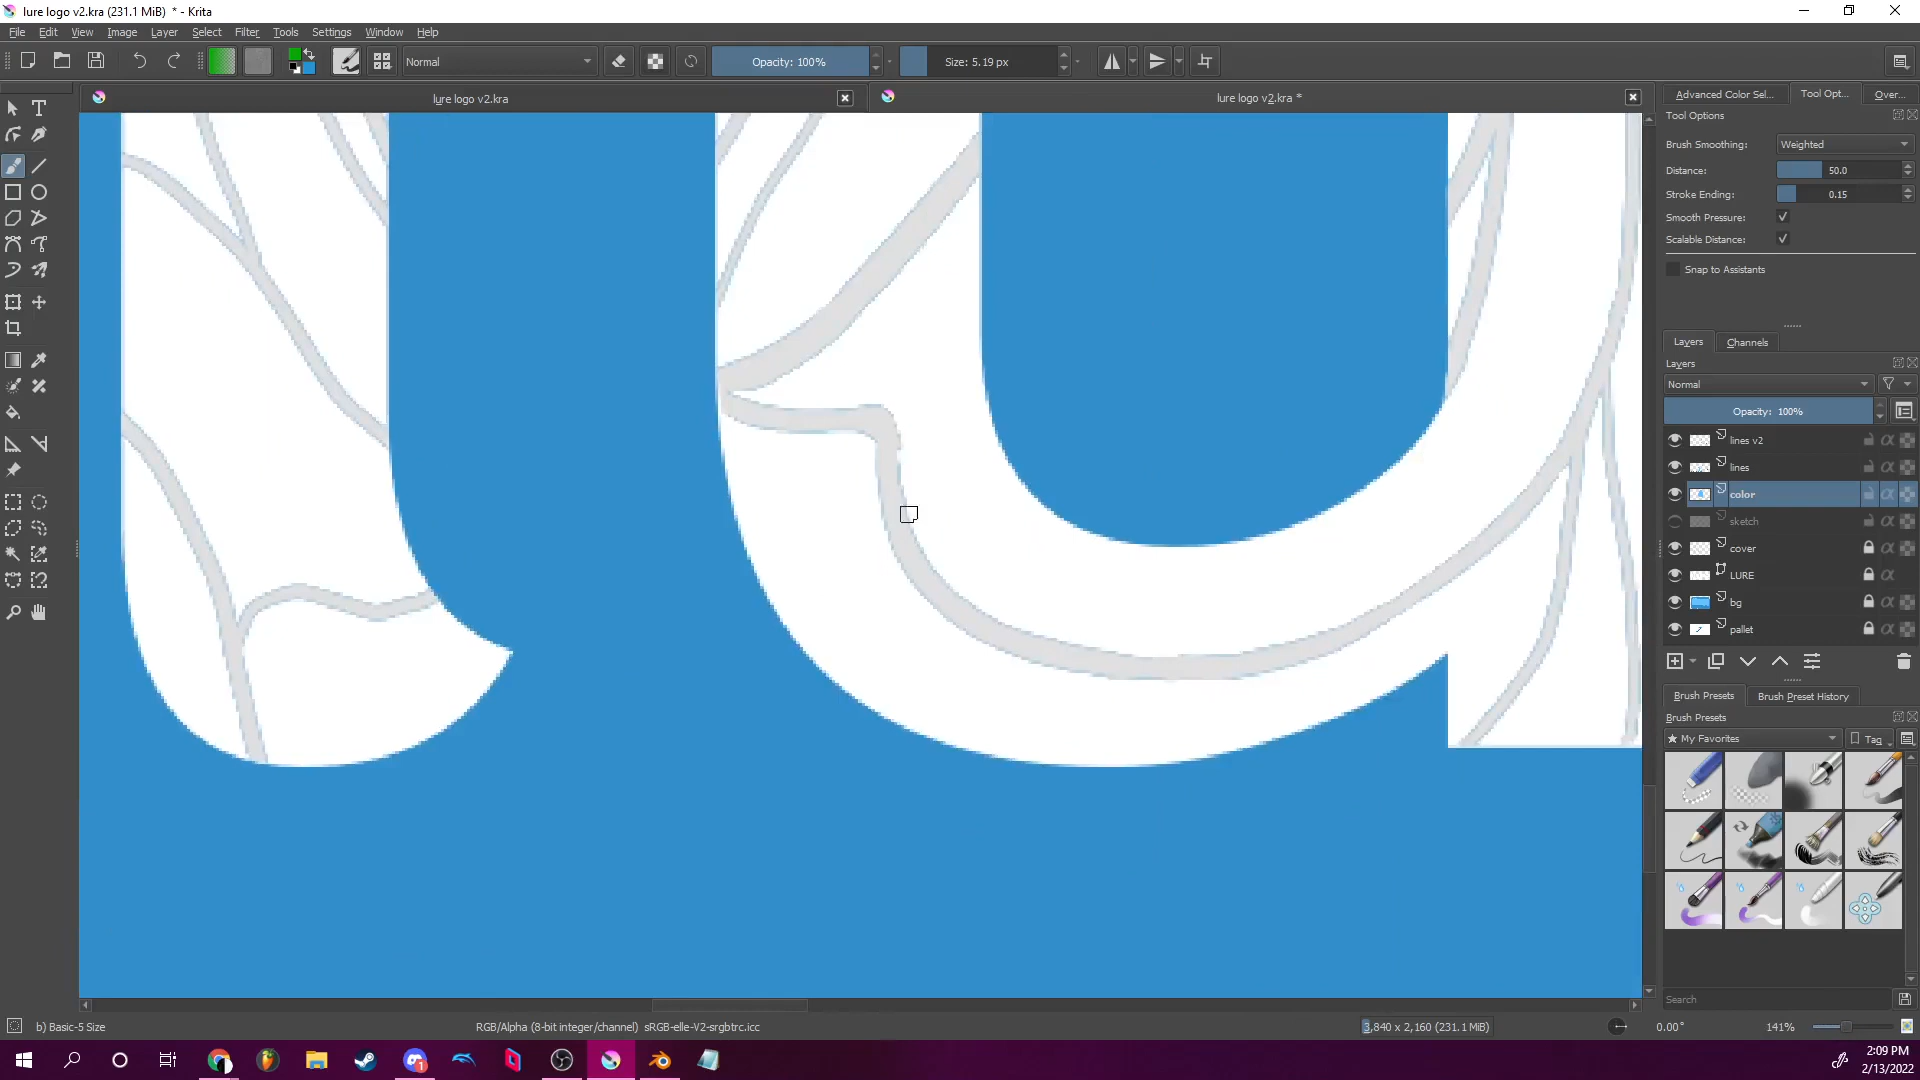 lure logo v2.kra (231.1 MiB) * - Krita
File Edit View Image Layer Select Filter Tools Settings Window Help
Normal Opacity: 100% Size: 5.19 px
lure logo v2.kra lure logo v2.kra *
Advanced Color Sel... Tool Opt... Over...
Tool Options
Brush Smoothing: Weighted
Distance: 50.0
Stroke Ending: 0.15
Smooth Pressure:
Scalable Distance:
Snap to Assistants
Layers Channels
Layers
Normal
Opacity: 100%
lines v2
lines
color
sketch
cover
LURE
bg
pallet
Brush Presets Brush Preset History
Brush Presets
★ My Favorites Tag
Search
b) Basic-5 Size RGB/Alpha (8-bit integer/channel) sRGB-elle-V2-srgbtrc.icc 3,840 x 2,160 (231.1 MiB) 0.00° 141%
2:09 PM
2/13/2022